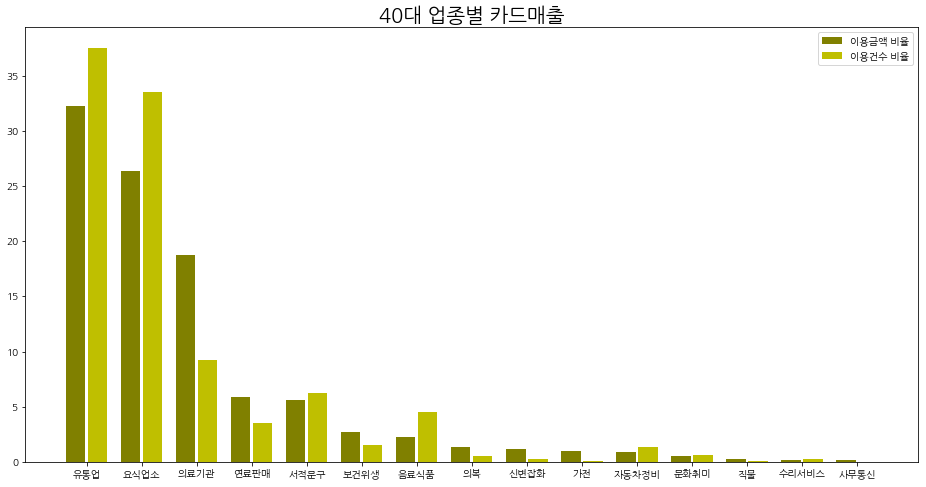 40대 업종별 카드매출
이용금액 비율
이용건수 비율
35
30
25
20
15
10
5
0
유통업 요식업소 의료기관 연료판매 서적문구 보건위생 음료식품 의복 신변잡화 가전 자동차정비 문화취미 직물 수리서비스 사무통신